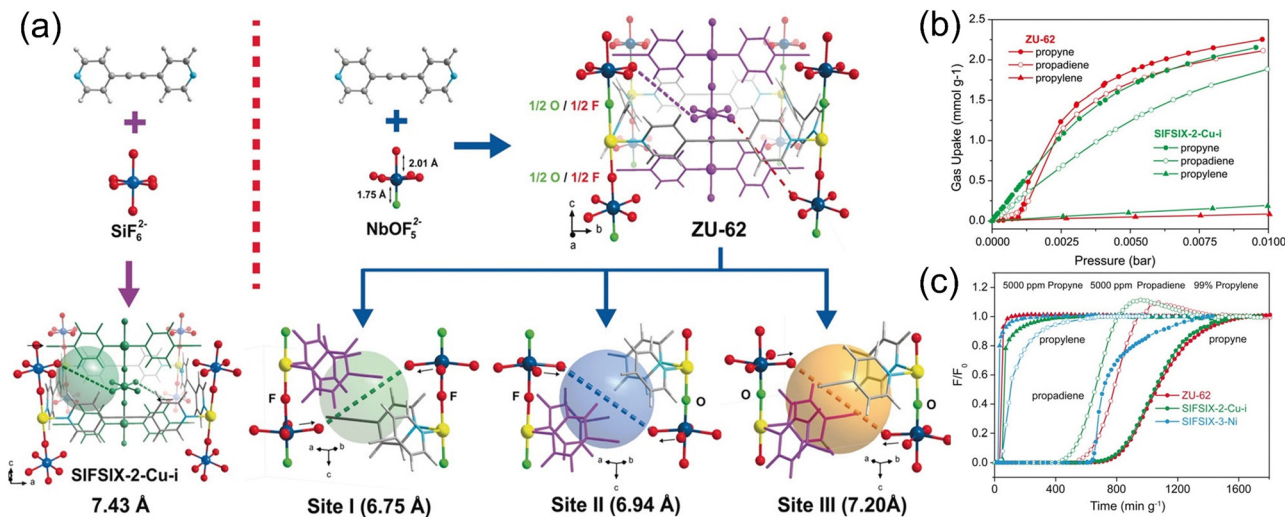 (a)
SiF₆²⁻
2.01 Å
1.75 Å
NbOF₅²⁻
1/2 O / 1/2 F
1/2 O / 1/2 F
c
b
a
ZU-62
c
a
SIFSIX-2-Cu-i
7.43 Å
F
F
a
b
c
Site I (6.75 Å)
O
a
b
c
Site II (6.94 Å)
O
a
b
c
Site III (7.20Å)
(b)
ZU-62
propyne
propadiene
propylene
SIFSIX-2-Cu-i
propyne
propadiene
propylene
Gas Upake (mmol g-1)
2.5
2.0
1.5
1.0
0.5
0.0
0.0000
0.0025
0.0050
0.0075
0.0100
Pressure (bar)
(c)
5000 ppm Propyne
5000 ppm Propadiene
99% Propylene
propylene
propyne
propadiene
ZU-62
SIFSIX-2-Cu-i
SIFSIX-3-Ni
F/F₀
1.2
1.0
0.8
0.6
0.4
0.2
0.0
0
400
800
1200
1600
Time (min g⁻¹)